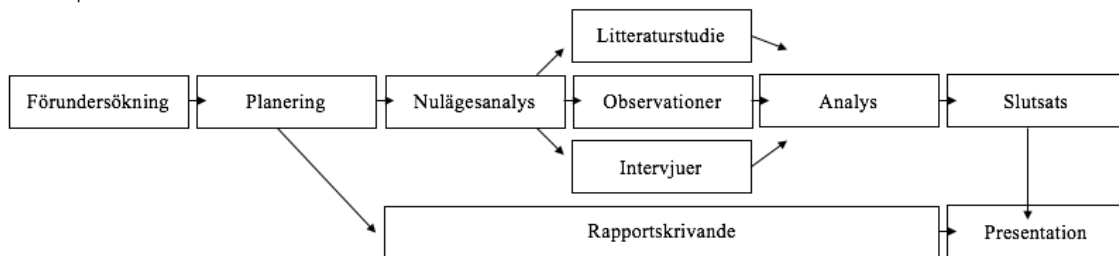 Litteraturstudie
Förundersökning
Planering
Nulägesanalys
Observationer
Analys
Slutsats
Intervjuer
Rapportskrivande
Presentation